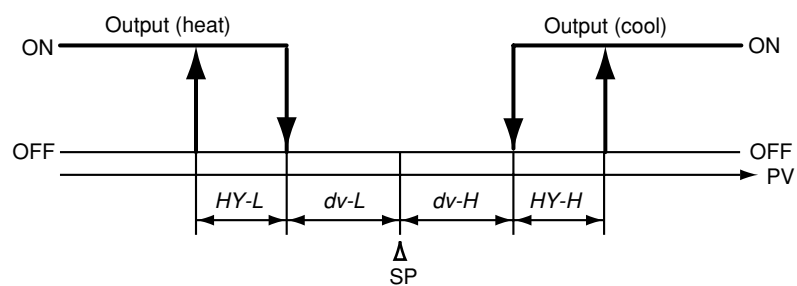 Output (heat)
Output (cool)
ON
ON
OFF
OFF
PV
HY-L
dv-L
dv-H
HY-H
SP